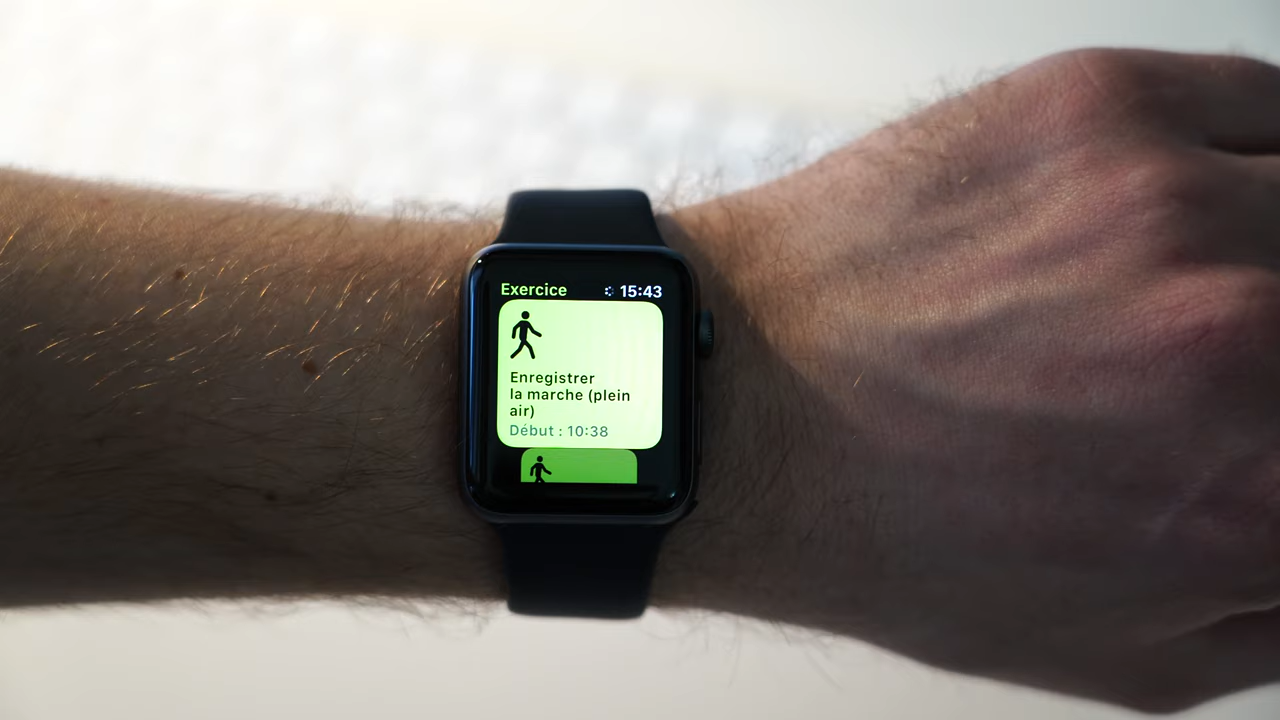 Exercice 15:43
Enregistrer
la marche (plein
air)
Début : 10:38